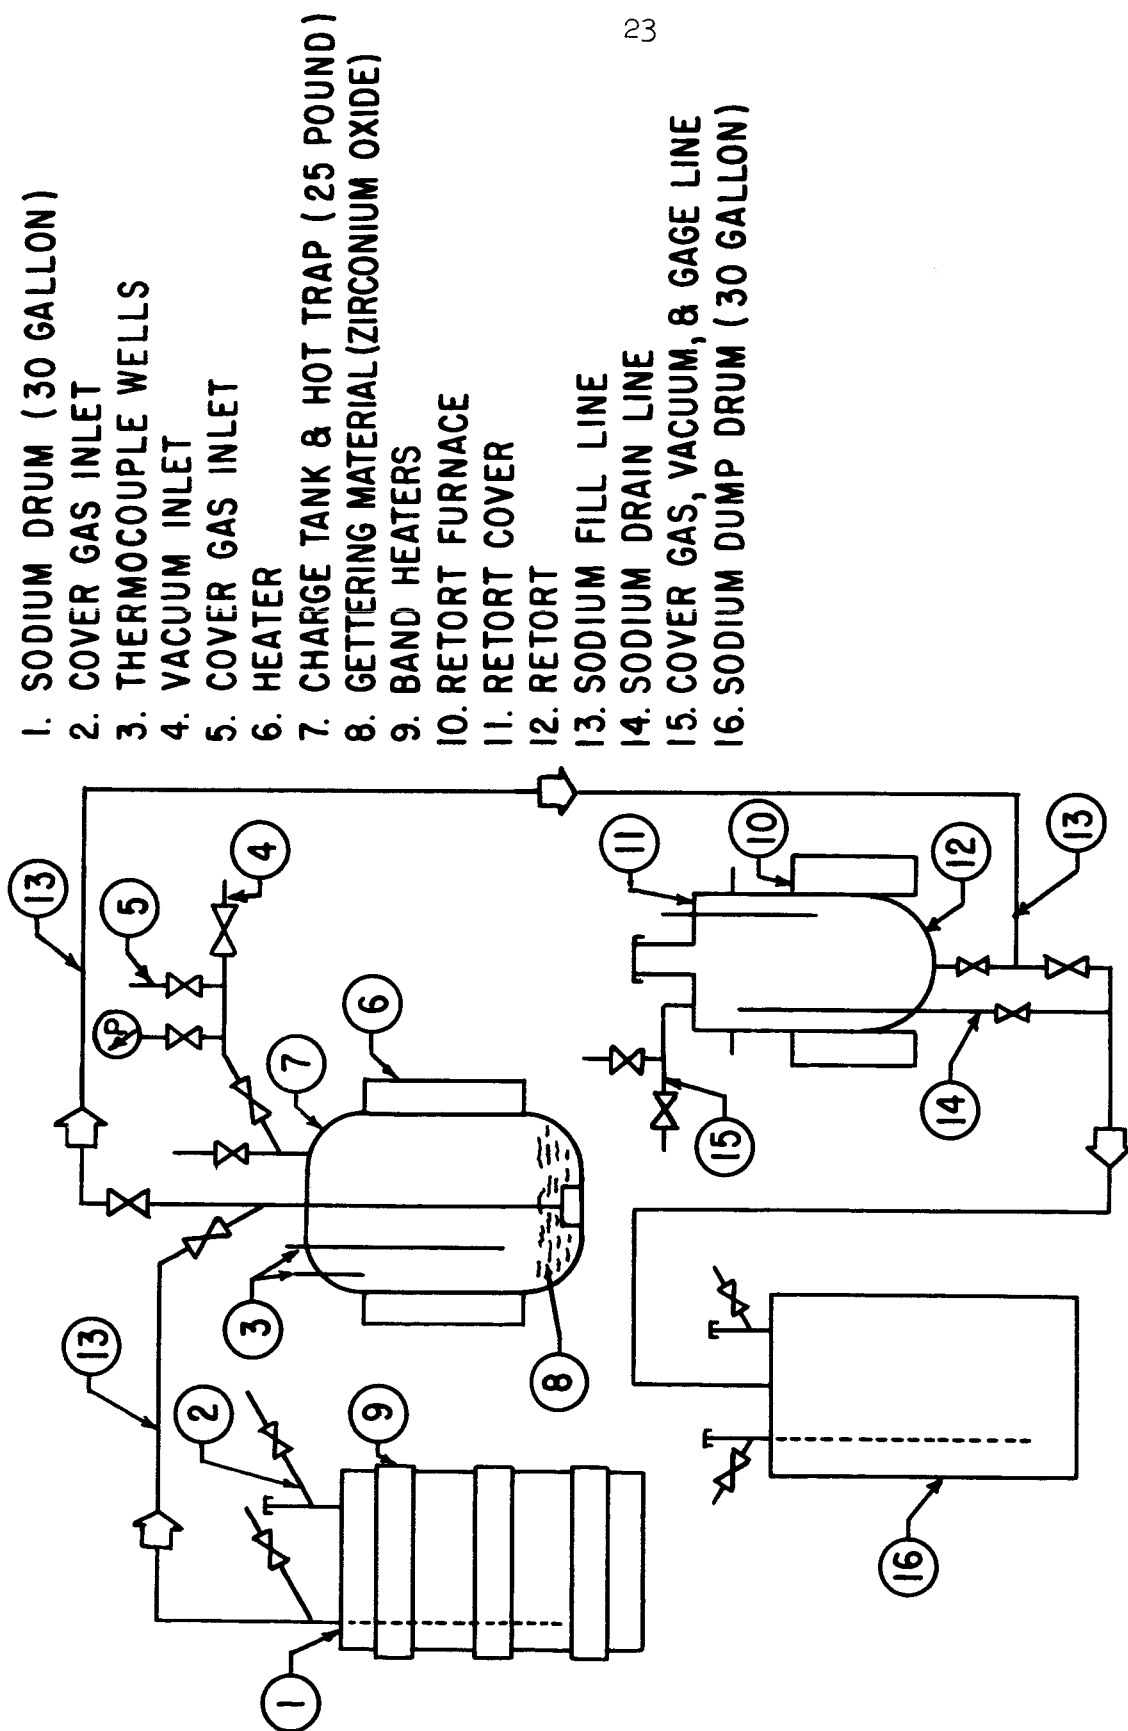 23
1. SODIUM DRUM (30 GALLON)
2. COVER GAS INLET
3. THERMOCOUPLE WELLS
4. VACUUM INLET
5. COVER GAS INLET
6. HEATER
7. CHARGE TANK & HOT TRAP (25 POUND)
8. GETTERING MATERIAL (ZIRCONIUM OXIDE)
9. BAND HEATERS
10. RETORT FURNACE
11. RETORT COVER
12. RETORT
13. SODIUM FILL LINE
14. SODIUM DRAIN LINE
15. COVER GAS, VACUUM, & GAGE LINE
16. SODIUM DUMP DRUM (30 GALLON)
13
5
4
P
7
6
13
3
2
9
8
1
11
10
12
13
15
14
16